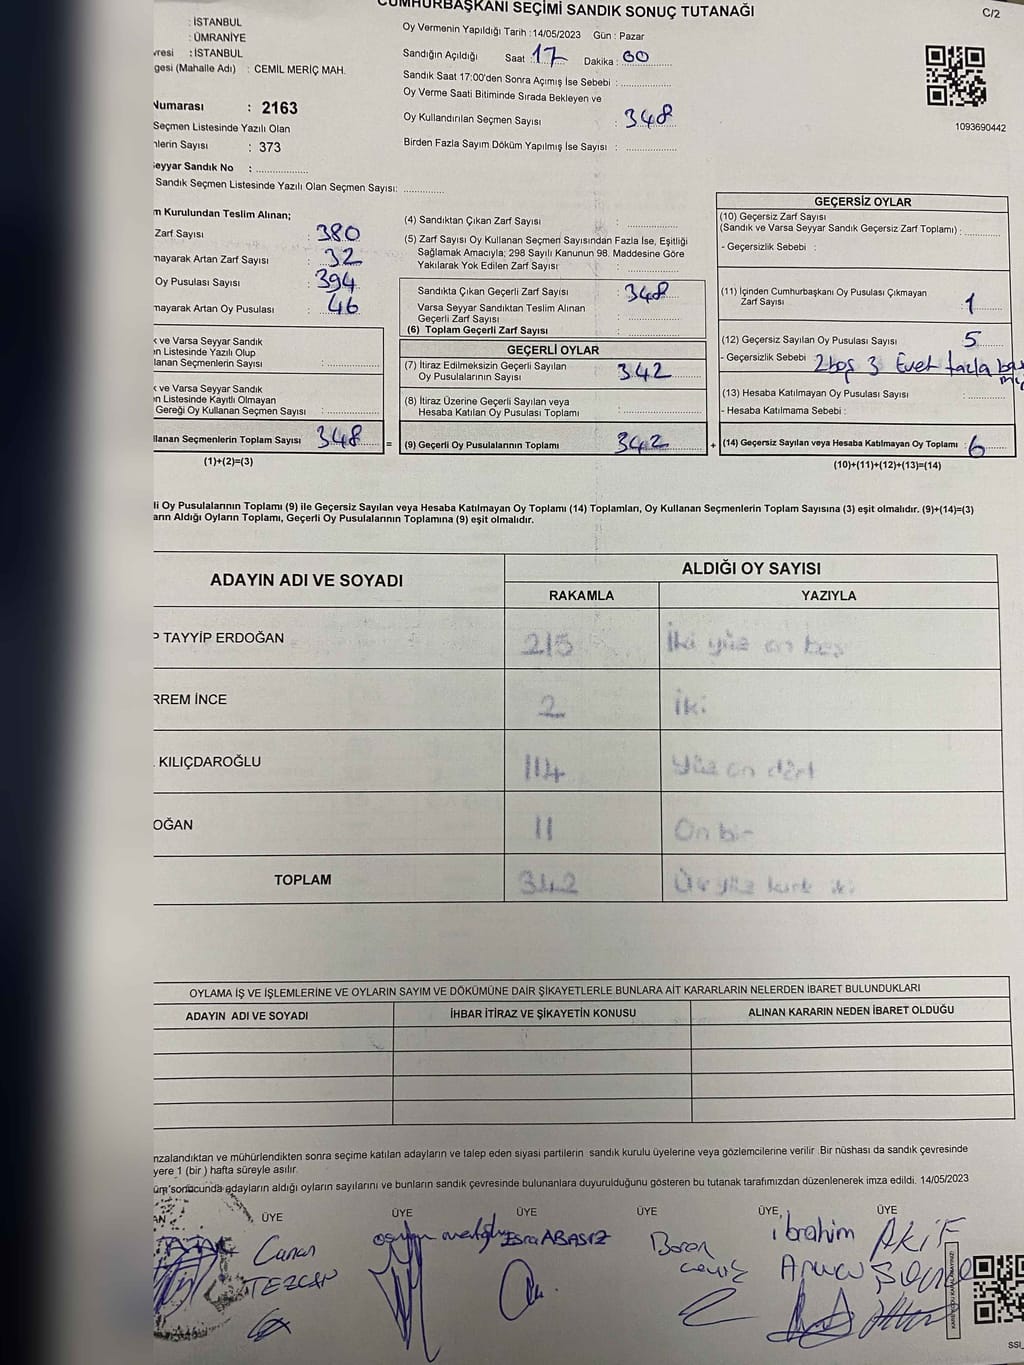 CUMHURBAŞKANI SEÇİMİ SANDIK SONUÇ TUTANAĞI
C/2
: İSTANBUL
: ÜMRANİYE
: İSTANBUL
gesi (Mahalle Adı) : CEMİL MERİÇ MAH.
Numarası : 2163
Seçmen Listesinde Yazılı Olan
nlerin Sayısı : 373
eyyar Sandık No :
Sandık Seçmen Listesinde Yazılı Olan Seçmen Sayısı:
Oy Vermenin Yapıldığı Tarih :14/05/2023 Gün : Pazar
Sandığın Açıldığı Saat : 17 Dakika : 00
Sandık Saat 17:00'den Sonra Açımış İse Sebebi :
Oy Verme Saati Bitiminde Sırada Bekleyen ve
Oy Kullandırılan Seçmen Sayısı : 348
Birden Fazla Sayım Döküm Yapılmış İse Sayısı :
1093690442
m Kurulundan Teslim Alınan;
Zarf Sayısı : 380
mayarak Artan Zarf Sayısı : 32
Oy Pusulası Sayısı : 394
mayarak Artan Oy Pusulası : 46
k ve Varsa Seyyar Sandık
n Listesinde Yazılı Olup
lanan Seçmenlerin Sayısı :
k ve Varsa Seyyar Sandık
n Listesinde Kayıtlı Olmayan
Gereği Oy Kullanan Seçmen Sayısı :
llanan Seçmenlerin Toplam Sayısı 348 =
(1)+(2)=(3)
(4) Sandıktan Çıkan Zarf Sayısı :
(5) Zarf Sayısı Oy Kullanan Seçmen Sayısından Fazla İse, Eşitliği
Sağlamak Amacıyla; 298 Sayılı Kanunun 98. Maddesine Göre
Yakılarak Yok Edilen Zarf Sayısı :
Sandıkta Çıkan Geçerli Zarf Sayısı : 348
Varsa Seyyar Sandıktan Teslim Alınan
Geçerli Zarf Sayısı :
(6) Toplam Geçerli Zarf Sayısı :
GEÇERLİ OYLAR
(7) İtiraz Edilmeksizin Geçerli Sayılan
Oy Pusulalarının Sayısı : 342
(8) İtiraz Üzerine Geçerli Sayılan veya
Hesaba Katılan Oy Pusulası Toplamı :
(9) Geçerli Oy Pusulalarının Toplamı : 342 +
GEÇERSİZ OYLAR
(10) Geçersiz Zarf Sayısı
(Sandık ve Varsa Seyyar Sandık Geçersiz Zarf Toplamı) :
- Geçersizlik Sebebi :
(11) İçinden Cumhurbaşkanı Oy Pusulası Çıkmayan
Zarf Sayısı : 1
(12) Geçersiz Sayılan Oy Pusulası Sayısı : 5
- Geçersizlik Sebebi 2 boş 3 Evet fazla bas
(13) Hesaba Katılmayan Oy Pusulası Sayısı :
- Hesaba Katılmama Sebebi :
(14) Geçersiz Sayılan veya Hesaba Katılmayan Oy Toplamı : 6
(10)+(11)+(12)+(13)=(14)
li Oy Pusulalarının Toplamı (9) ile Geçersiz Sayılan veya Hesaba Katılmayan Oy Toplamı (14) Toplamları, Oy Kullanan Seçmenlerin Toplam Sayısına (3) eşit olmalıdır. (9)+(14)=(3)
arın Aldığı Oyların Toplamı, Geçerli Oy Pusulalarının Toplamına (9) eşit olmalıdır.
ADAYIN ADI VE SOYADI
ALDIĞI OY SAYISI
RAKAMLA YAZIYLA
P TAYYİP ERDOĞAN 215 İki yüz on beş
RREM İNCE 2 İki
KILIÇDAROĞLU 114 Yüz on dört
OĞAN 11 On bir
TOPLAM 342 Üç yüz kırk iki
OYLAMA İŞ VE İŞLEMLERİNE VE OYLARIN SAYIM VE DÖKÜMÜNE DAİR ŞİKAYETLERLE BUNLARA AİT KARARLARIN NELERDEN İBARET BULUNDUKLARI
ADAYIN ADI VE SOYADI İHBAR İTİRAZ VE ŞİKAYETİN KONUSU ALINAN KARARIN NEDEN İBARET OLDUĞU
nzalandıktan ve mühürlendikten sonra seçime katılan adayların ve talep eden siyasi partilerin sandık kurulu üyelerine veya gözlemcilerine verilir .Bir nüshası da sandık çevresinde
yere 1 (bir ) hafta süreyle asılır.
üm sonucunda adayların aldığı oyların sayılarını ve bunların sandık çevresinde bulunanlara duyurulduğunu gösteren bu tutanak tarafımızdan düzenlenerek imza edildi. 14/05/2023
AN ÜYE ÜYE ÜYE ÜYE ÜYE ÜYE
Canan
TEZCAN
Esra ABASIZ
Boran
ibrahim
AKİF
SSI